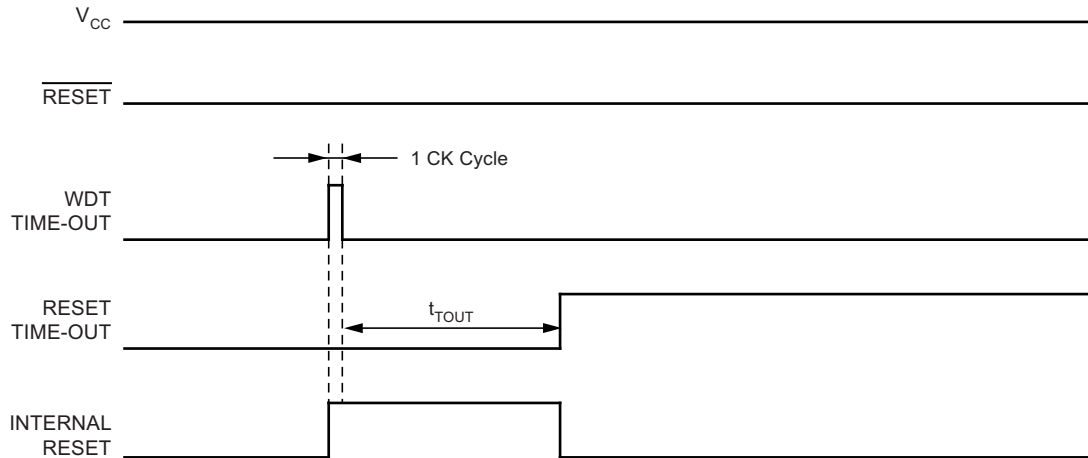 VCC
RESET
1 CK Cycle
WDT
TIME-OUT
RESET
TIME-OUT
tTOUT
INTERNAL
RESET